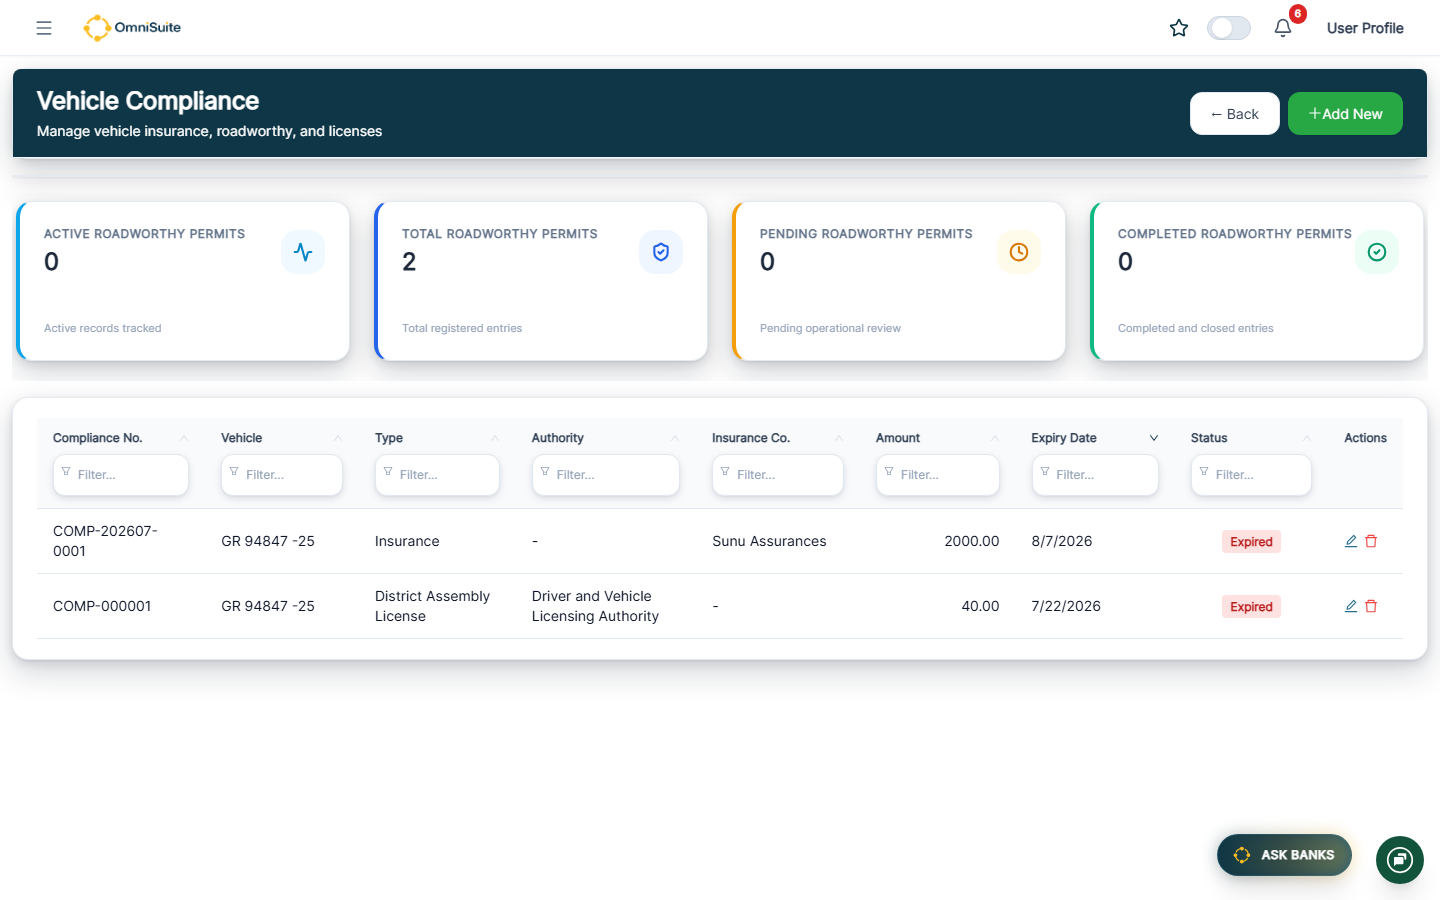 OmniSuite
6
User Profile
Vehicle Compliance
Manage vehicle insurance, roadworthy, and licenses
← Back
+Add New
ACTIVE ROADWORTHY PERMITS
0
Active records tracked
TOTAL ROADWORTHY PERMITS
2
Total registered entries
PENDING ROADWORTHY PERMITS
0
Pending operational review
COMPLETED ROADWORTHY PERMITS
0
Completed and closed entries
Compliance No. Vehicle Type Authority Insurance Co. Amount Expiry Date Status Actions
Filter... Filter... Filter... Filter... Filter... Filter... Filter... Filter...
COMP-202607-
0001 GR 94847 -25 Insurance - Sunu Assurances 2000.00 8/7/2026 Expired
COMP-000001 GR 94847 -25 District Assembly
License Driver and Vehicle
Licensing Authority - 40.00 7/22/2026 Expired
ASK BANKS